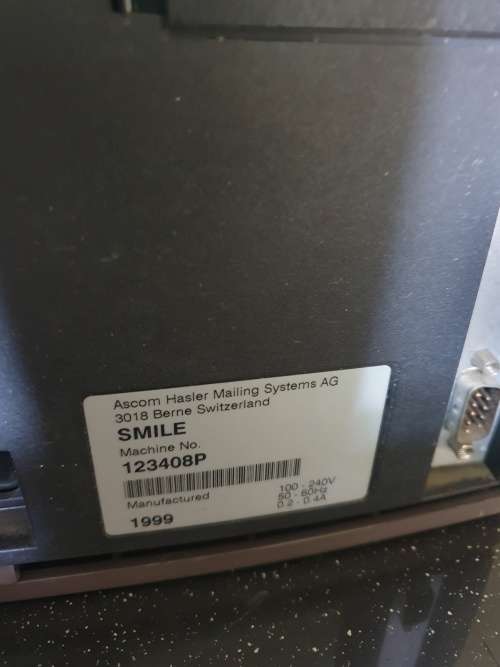 Ascom Hasler Mailing Systems AG
3018 Berne Switzerland
SMILE
Machine No.
123408P
Manufactured
1999
100 - 240V
50 - 60Hz
0.2 - 0.4A